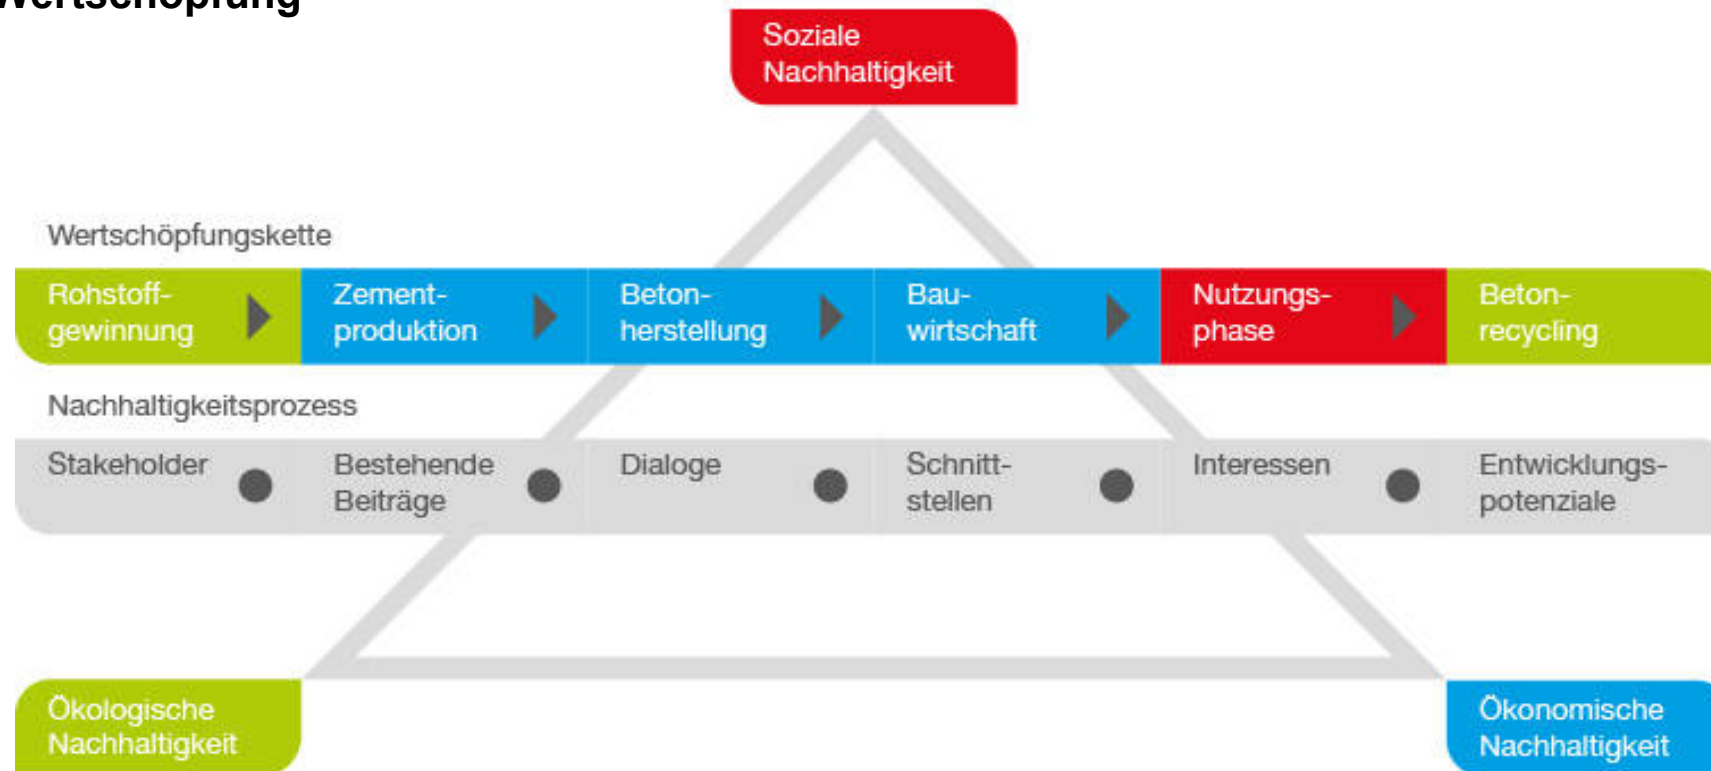 Wertschöpfung
Soziale
Nachhaltigkeit
Wertschöpfungskette
Rohstoff-
gewinnung
Zement-
produktion
Beton-
herstellung
Bau-
wirtschaft
Nutzungs-
phase
Beton-
recycling
Nachhaltigkeitsprozess
Stakeholder
Bestehende
Beiträge
Dialoge
Schnitt-
stellen
Interessen
Entwicklungs-
potenziale
Ökologische
Nachhaltigkeit
Ökonomische
Nachhaltigkeit